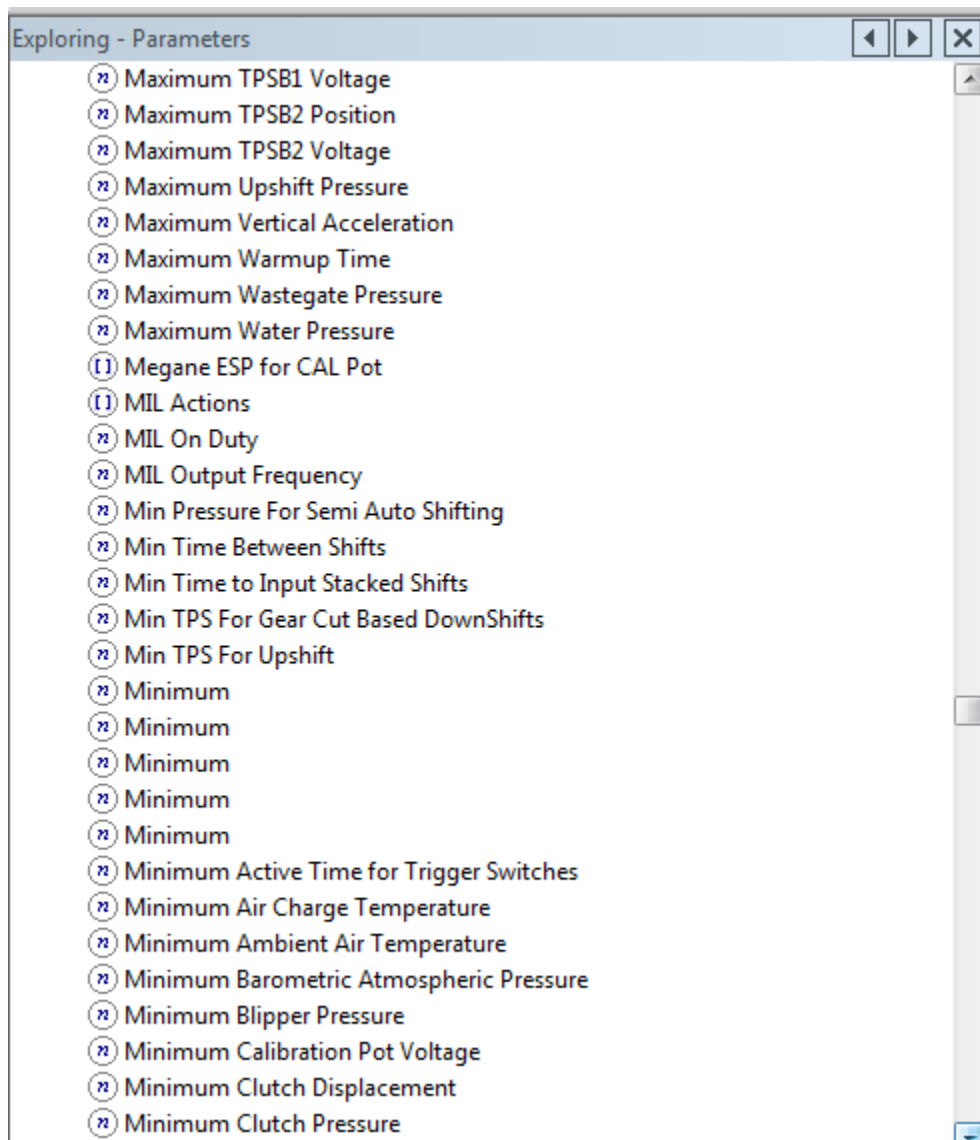 Exploring - Parameters
Maximum TPSB1 Voltage
Maximum TPSB2 Position
Maximum TPSB2 Voltage
Maximum Upshift Pressure
Maximum Vertical Acceleration
Maximum Warmup Time
Maximum Wastegate Pressure
Maximum Water Pressure
Megane ESP for CAL Pot
MIL Actions
MIL On Duty
MIL Output Frequency
Min Pressure For Semi Auto Shifting
Min Time Between Shifts
Min Time to Input Stacked Shifts
Min TPS For Gear Cut Based DownShifts
Min TPS For Upshift
Minimum
Minimum
Minimum
Minimum
Minimum
Minimum Active Time for Trigger Switches
Minimum Air Charge Temperature
Minimum Ambient Air Temperature
Minimum Barometric Atmospheric Pressure
Minimum Blipper Pressure
Minimum Calibration Pot Voltage
Minimum Clutch Displacement
Minimum Clutch Pressure